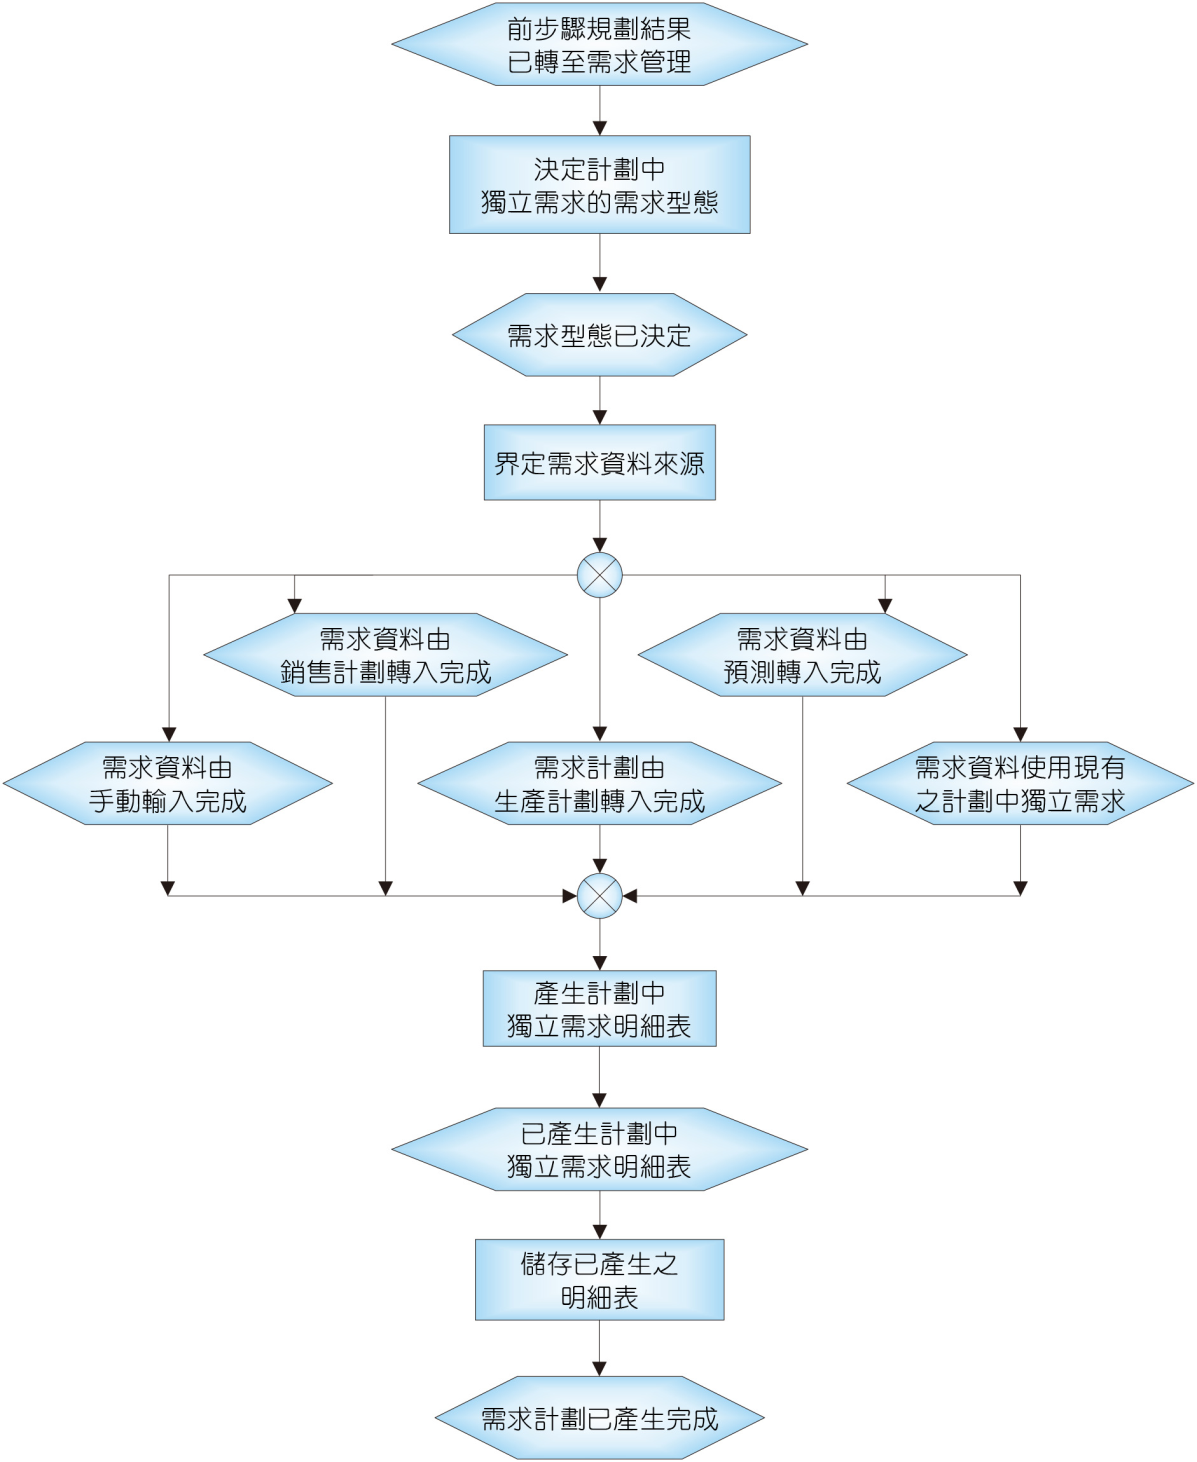 前步驟規劃結果
已轉至需求管理
決定計劃中
獨立需求的需求型態
需求型態已決定
界定需求資料來源
需求資料由
銷售計劃轉入完成
需求資料由
預測轉入完成
需求資料由
手動輸入完成
需求計劃由
生產計劃轉入完成
需求資料使用現有
之計劃中獨立需求
產生計劃中
獨立需求明細表
已產生計劃中
獨立需求明細表
儲存已產生之
明細表
需求計劃已產生完成